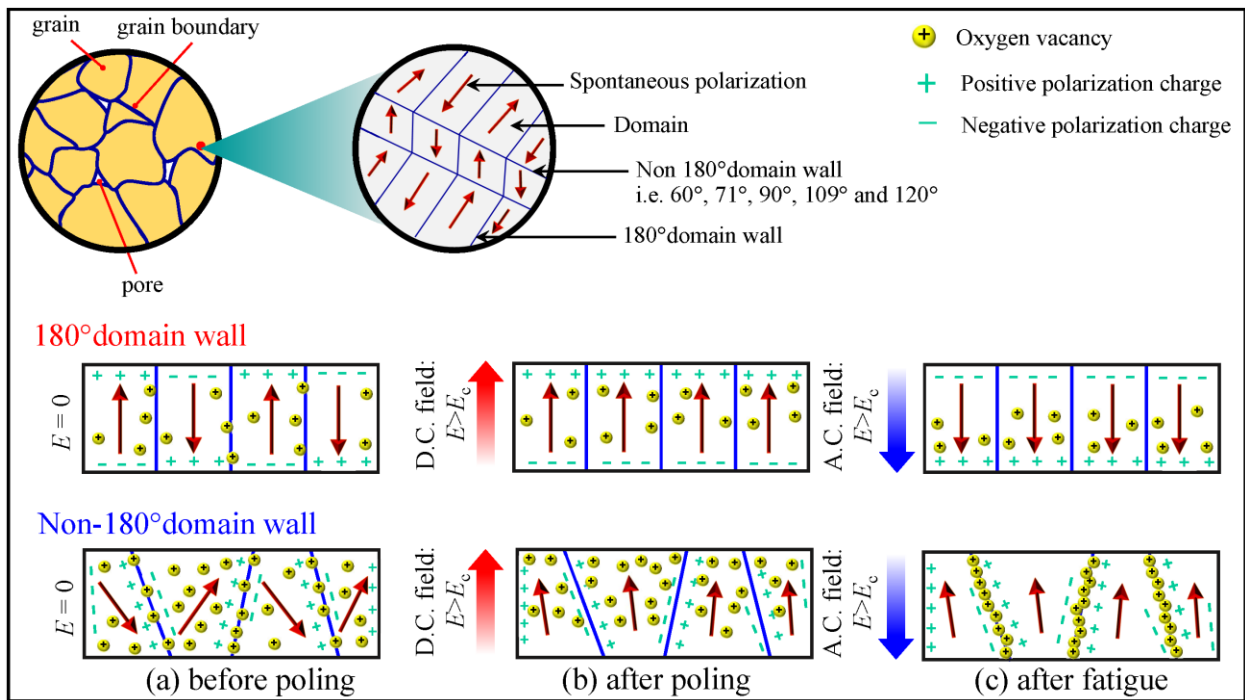 grain
grain boundary
pore
Spontaneous polarization
Domain
Non 180°domain wall
i.e. 60°, 71°, 90°, 109° and 120°
180°domain wall
+ Oxygen vacancy
+ Positive polarization charge
− Negative polarization charge
180°domain wall
E = 0
D.C. field:
E>Ec
A.C. field:
E>Ec
Non-180°domain wall
E = 0
D.C. field:
E>Ec
A.C. field:
E>Ec
(a) before poling
(b) after poling
(c) after fatigue